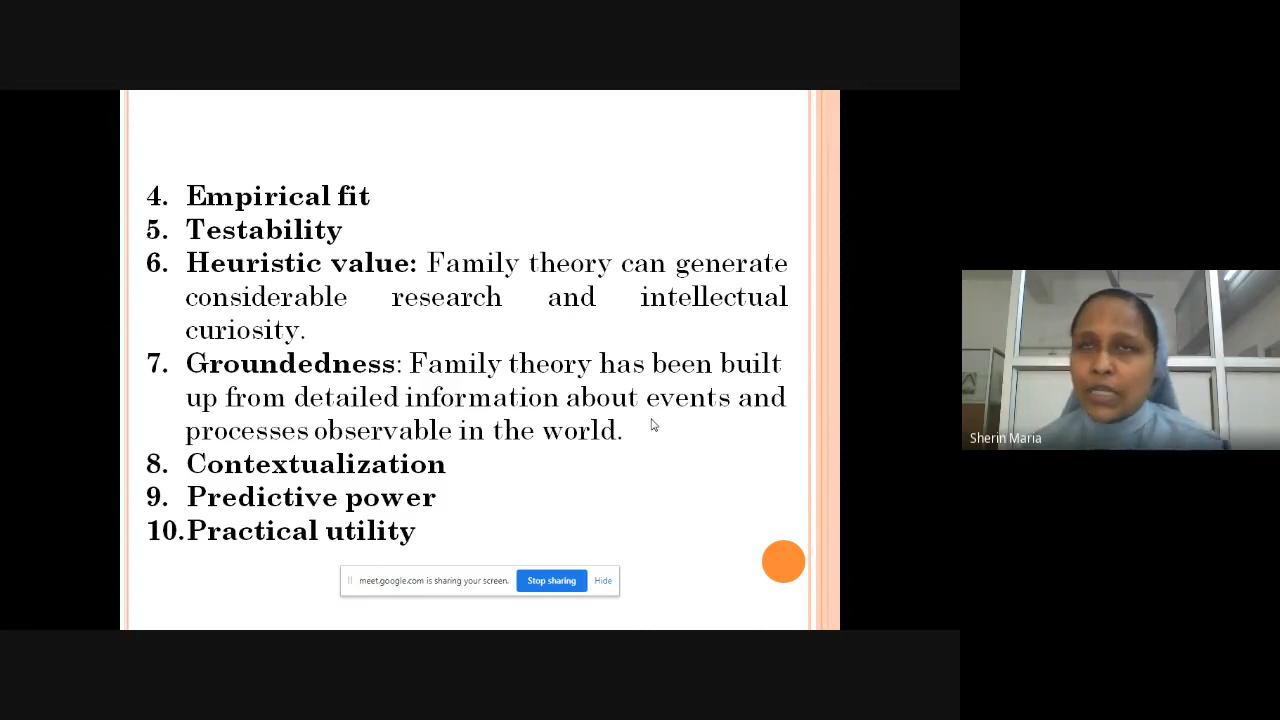 4. Empirical fit
5. Testability
6. Heuristic value: Family theory can generate
considerable research and intellectual
curiosity.
7. Groundedness: Family theory has been built
up from detailed information about events and
processes observable in the world.
8. Contextualization
9. Predictive power
10.Practical utility
meet.google.com is sharing your screen. Stop sharing Hide
Sherin Maria